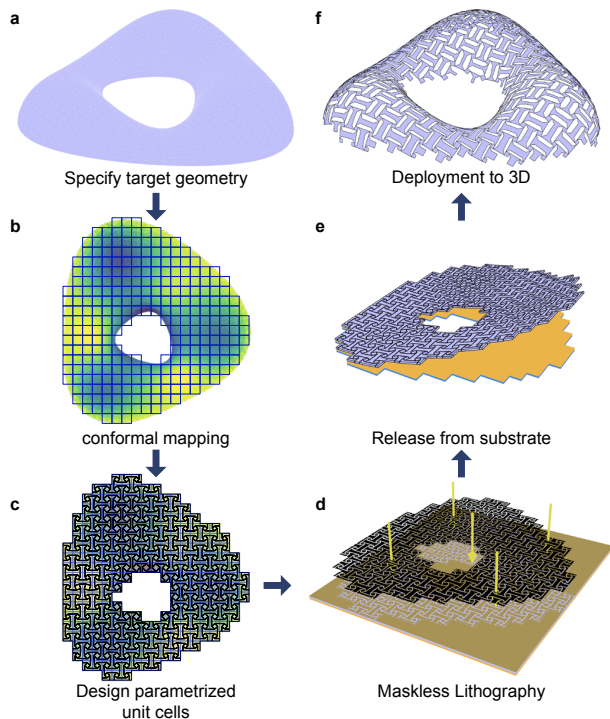 a
Specify target geometry
b
conformal mapping
c
Design parametrized
unit cells
d
Maskless Lithography
e
Release from substrate
f
Deployment to 3D